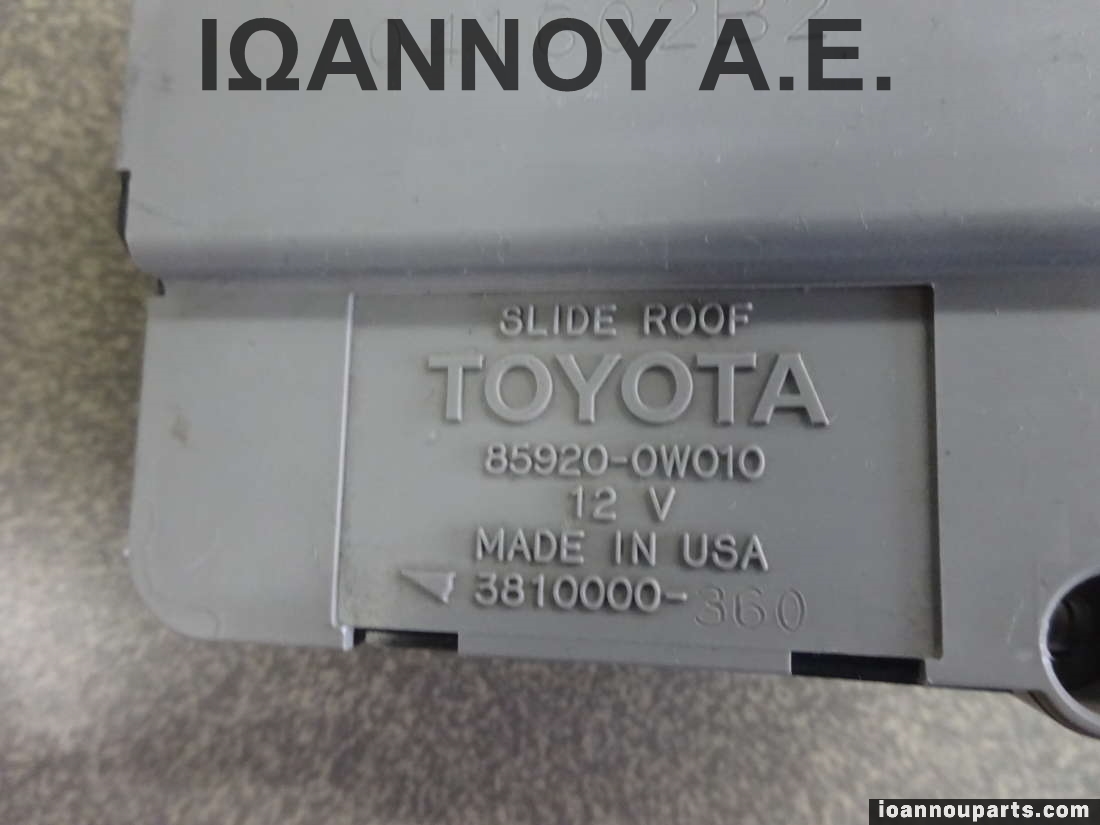 ΙΩΑΝΝΟΥ Α.Ε.
SLIDE ROOF
TOYOTA
85920-0W010
12 V
MADE IN USA
3810000-360
ioannouparts.com